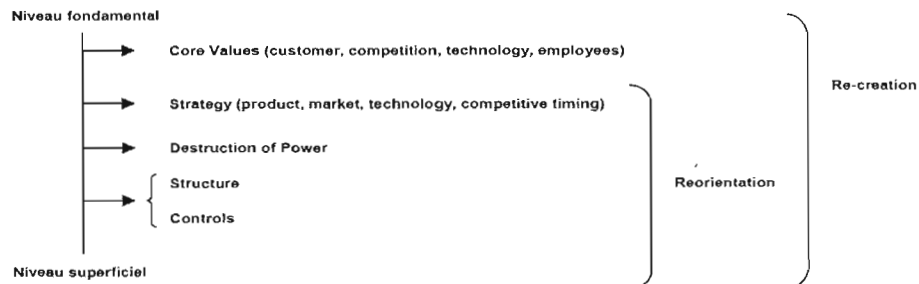 Niveau fondamental
Core Values (customer, competition, technology, employees)
Re-creation
Strategy (product, market, technology, competitive timing)
Destruction of Power
Structure
Reorientation
Controls
Niveau superficiel